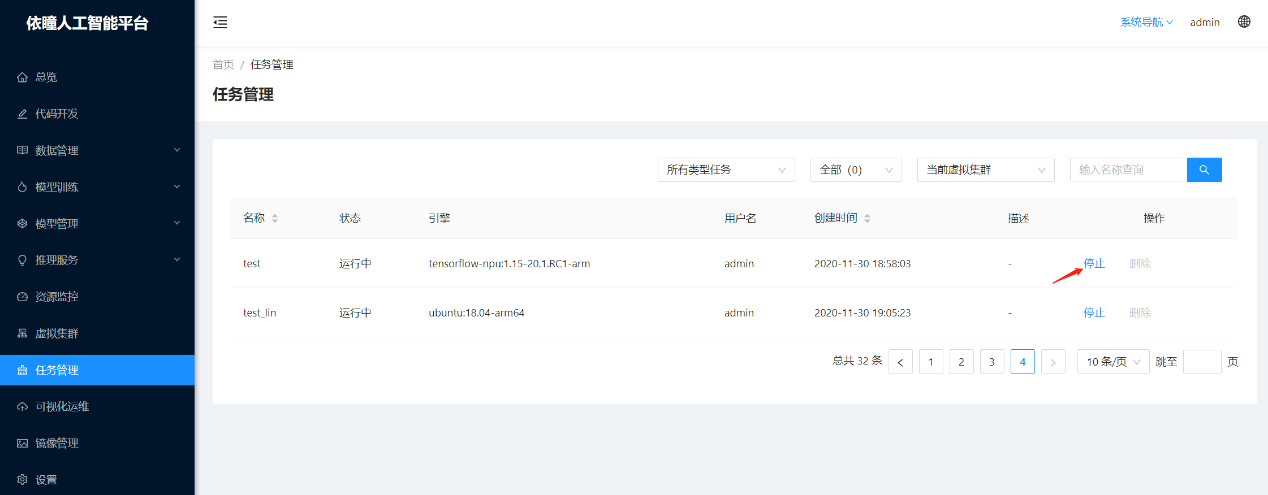 依瞳人工智能平台
系统导航 admin
总览
代码开发
数据管理
模型训练
模型管理
推理服务
资源监控
虚拟集群
任务管理
可视化运维
镜像管理
设置
首页 / 任务管理
任务管理
所有类型任务 全部（0） 当前虚拟集群 输入名称查询
名称 状态 引擎 用户名 创建时间 描述 操作
test 运行中 tensorflow-npu:1.15-20.1.RC1-arm admin 2020-11-30 18:58:03 - 停止 删除
test_lin 运行中 ubuntu:18.04-arm64 admin 2020-11-30 19:05:23 - 停止 删除
总共 32 条 < 1 2 3 4 > 10 条/页 跳至 页